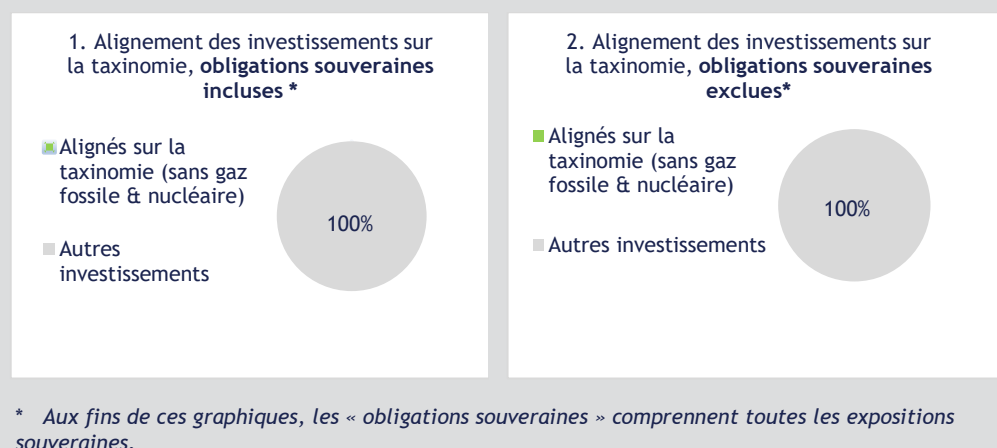 1. Alignement des investissements sur
la taxinomie, obligations souveraines
incluses *
Alignés sur la
taxinomie (sans gaz
fossile & nucléaire)
Autres
investissements
100%
2. Alignement des investissements sur
la taxinomie, obligations souveraines
exclues*
Alignés sur la
taxinomie (sans gaz
fossile & nucléaire)
Autres investissements
100%
* Aux fins de ces graphiques, les « obligations souveraines » comprennent toutes les expositions
souveraines.